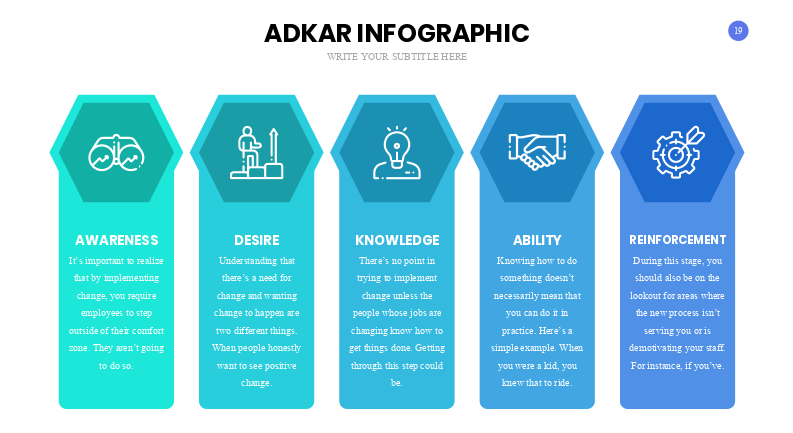 ADKAR INFOGRAPHIC
19
WRITE YOUR SUBTITLE HERE
AWARENESS
It's important to realize
that by implementing
change, you require
employees to step
outside of their comfort
zone. They aren't going
to do so.
DESIRE
Understanding that
there's a need for
change and wanting
change to happen are
two different things.
When people honestly
want to see positive
change.
KNOWLEDGE
There's no point in
trying to implement
change unless the
people whose jobs are
changing know how to
get things done. Getting
through this step could
be.
ABILITY
Knowing how to do
something doesn't
necessarily mean that
you can do it in
practice. Here's a
simple example. When
you were a kid, you
knew that to ride.
REINFORCEMENT
During this stage, you
should also be on the
lookout for areas where
the new process isn't
serving you or is
demotivating your staff.
For instance, if you've.